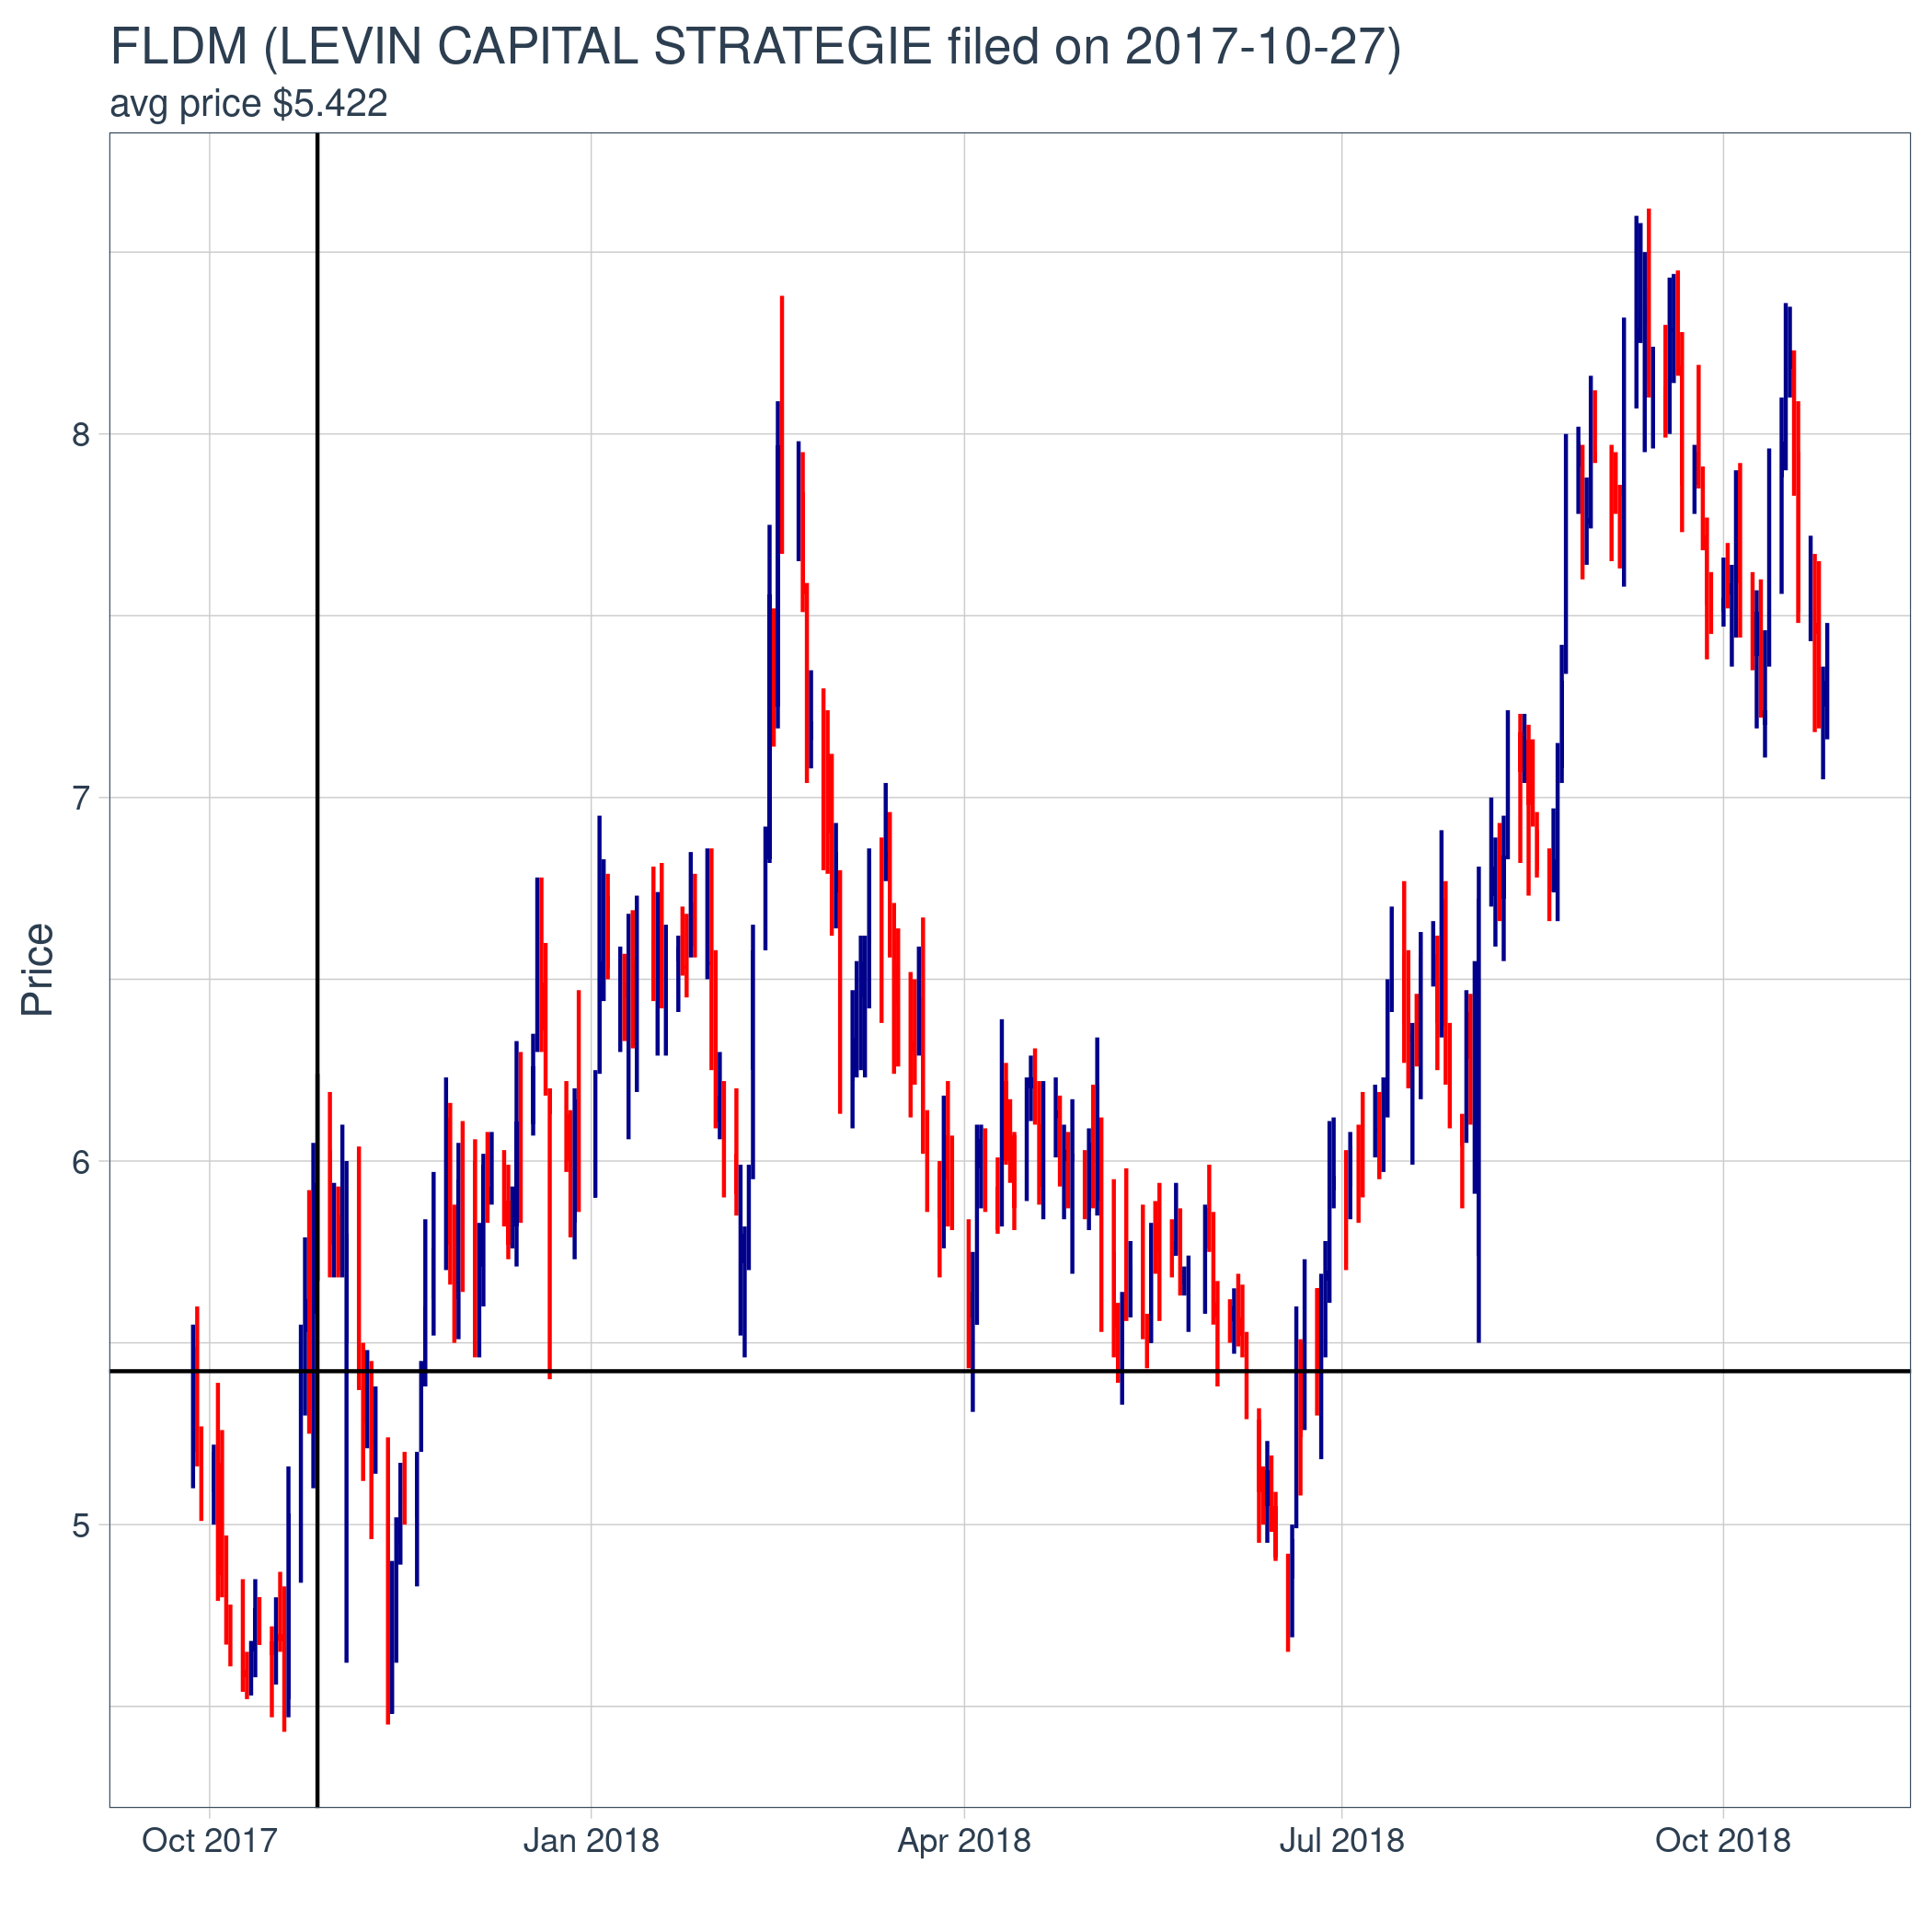 FLDM (LEVIN CAPITAL STRATEGIE filed on 2017-10-27)
avg price $5.422
8
7
6
5
Price
Oct 2017
Jan 2018
Apr 2018
Jul 2018
Oct 2018